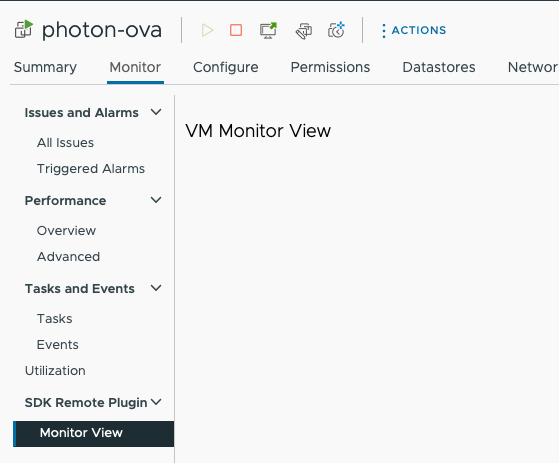 photon-ova
ACTIONS
Summary Monitor Configure Permissions Datastores Networ
Issues and Alarms
All Issues
Triggered Alarms
Performance
Overview
Advanced
Tasks and Events
Tasks
Events
Utilization
SDK Remote Plugin
Monitor View
VM Monitor View